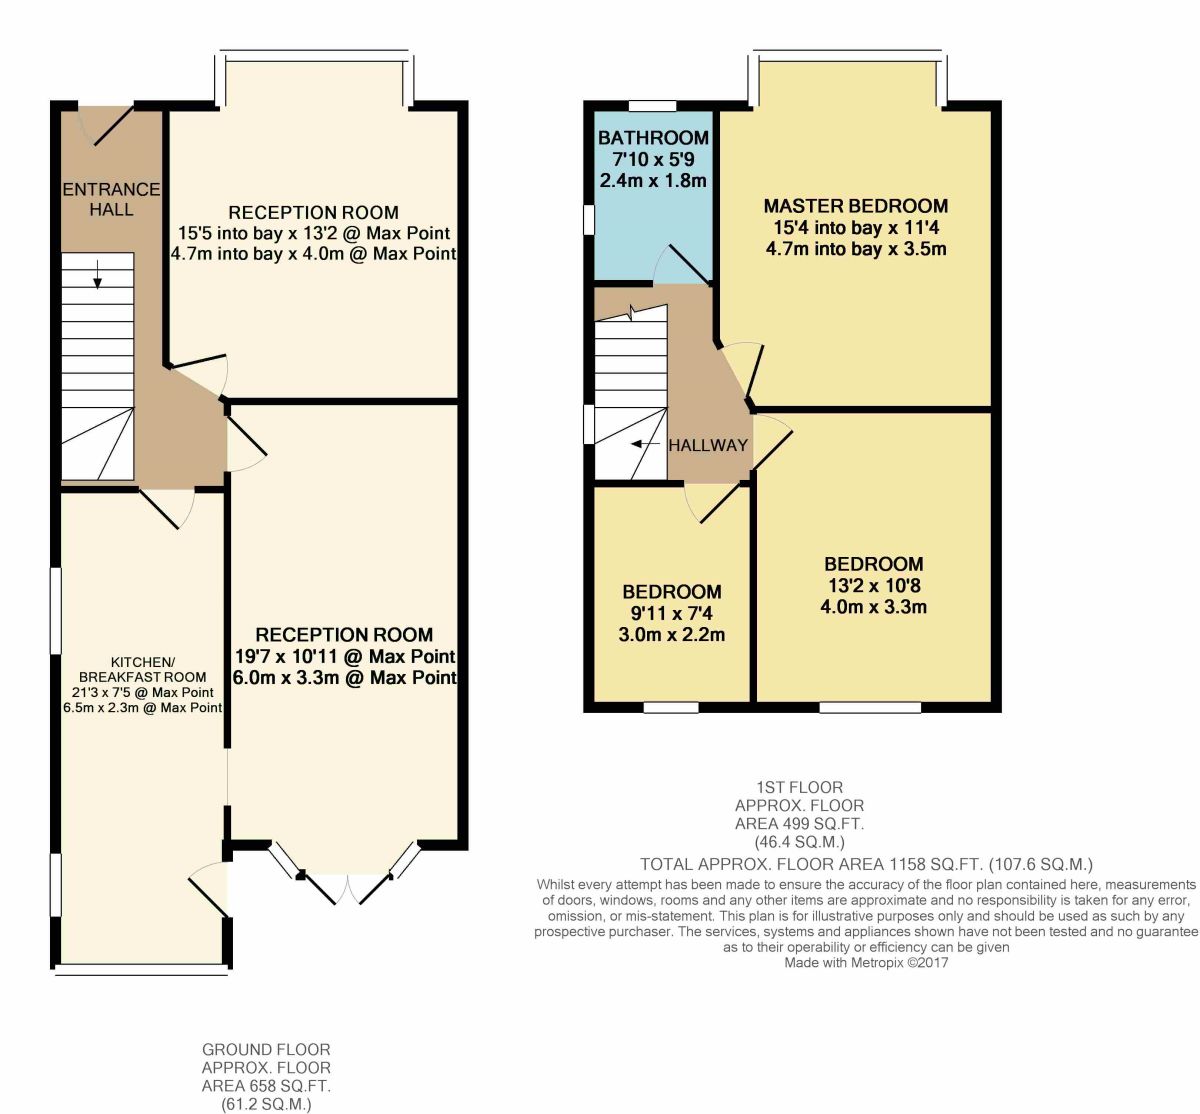 ENTRANCE
HALL
RECEPTION ROOM
15'5 into bay x 13'2 @ Max Point
4.7m into bay x 4.0m @ Max Point
RECEPTION ROOM
19'7 x 10'11 @ Max Point
6.0m x 3.3m @ Max Point
KITCHEN/
BREAKFAST ROOM
21'3 x 7'5 @ Max Point
6.5m x 2.3m @ Max Point
GROUND FLOOR
APPROX. FLOOR
AREA 658 SQ.FT.
(61.2 SQ.M.)
BATHROOM
7'10 x 5'9
2.4m x 1.8m
MASTER BEDROOM
15'4 into bay x 11'4
4.7m into bay x 3.5m
HALLWAY
BEDROOM
13'2 x 10'8
4.0m x 3.3m
BEDROOM
9'11 x 7'4
3.0m x 2.2m
1ST FLOOR
APPROX. FLOOR
AREA 499 SQ.FT.
(46.4 SQ.M.)
TOTAL APPROX. FLOOR AREA 1158 SQ.FT. (107.6 SQ.M.)
Whilst every attempt has been made to ensure the accuracy of the floor plan contained here, measurements
of doors, windows, rooms and any other items are approximate and no responsibility is taken for any error,
omission, or mis-statement. This plan is for illustrative purposes only and should be used as such by any
prospective purchaser. The services, systems and appliances shown have not been tested and no guarantee
as to their operability or efficiency can be given
Made with Metropix ©2017